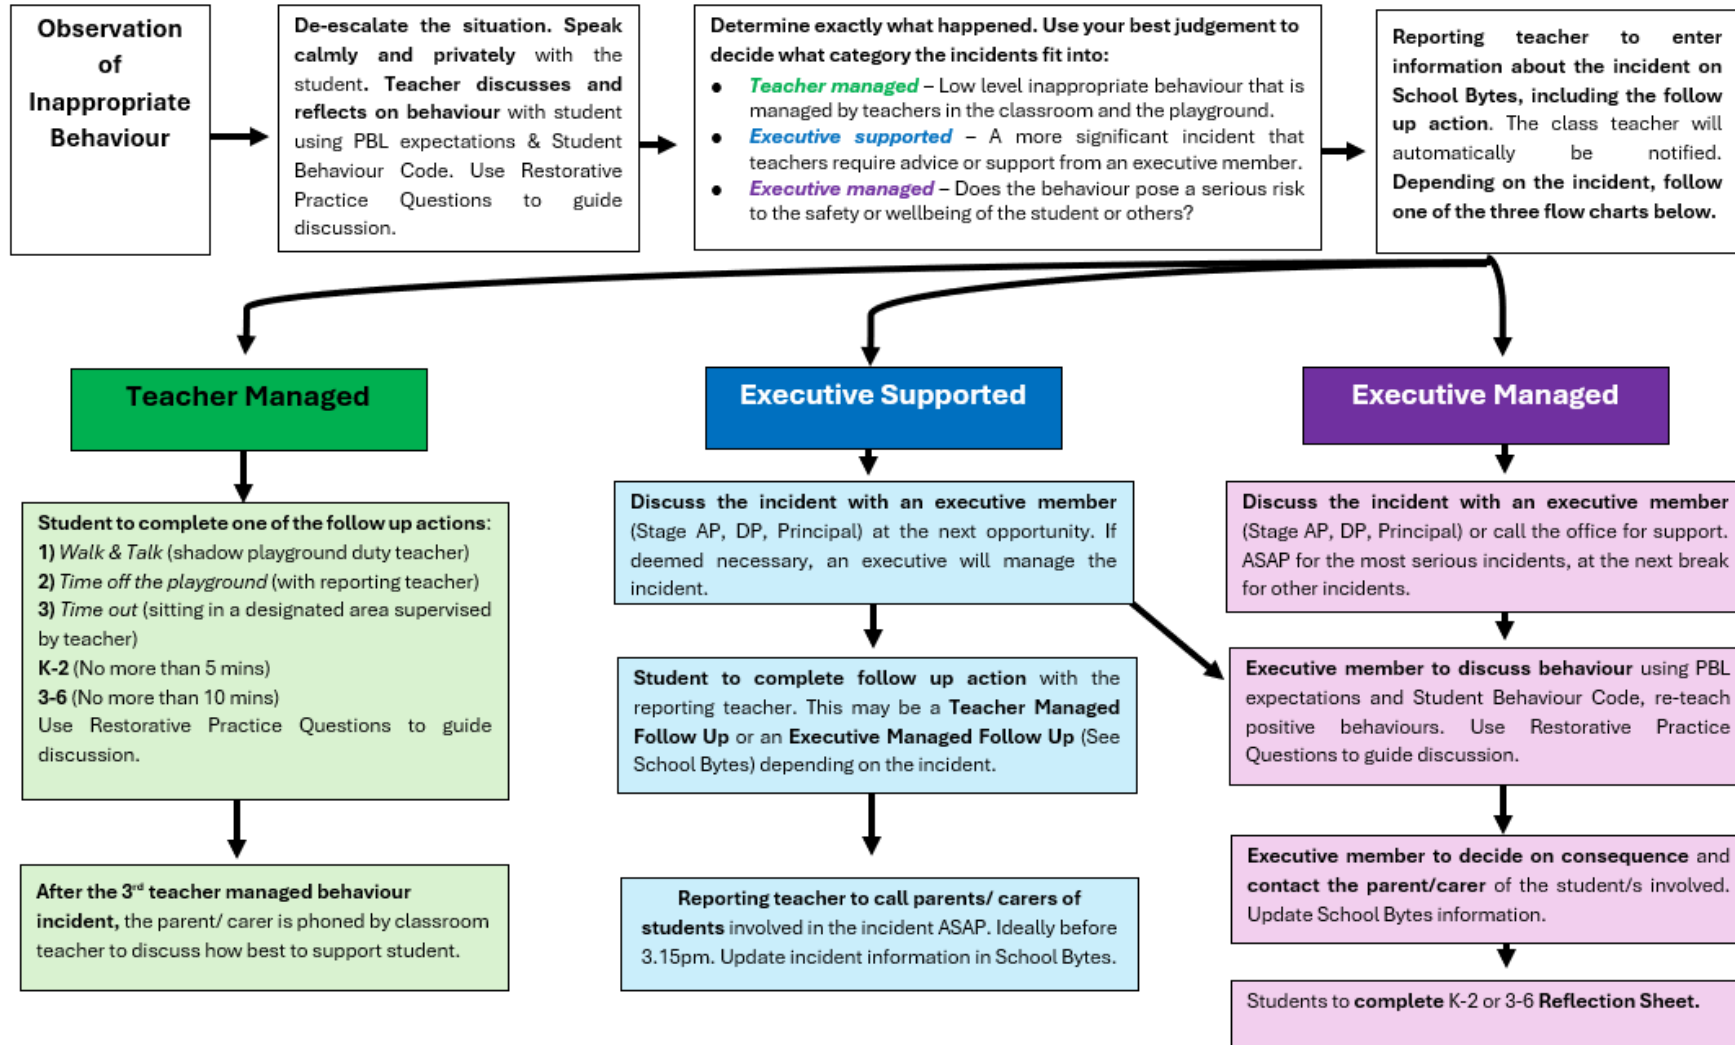 Observation
of
Inappropriate
Behaviour
De-escalate the situation. Speak
calmly and privately with the
student. Teacher discusses and
reflects on behaviour with student
using PBL expectations & Student
Behaviour Code. Use Restorative
Practice Questions to guide
discussion.
Determine exactly what happened. Use your best judgement to
decide what category the incidents fit into:
● Teacher managed – Low level inappropriate behaviour that is
managed by teachers in the classroom and the playground.
● Executive supported – A more significant incident that
teachers require advice or support from an executive member.
● Executive managed – Does the behaviour pose a serious risk
to the safety or wellbeing of the student or others?
Reporting teacher to enter
information about the incident on
School Bytes, including the follow
up action. The class teacher will
automatically be notified.
Depending on the incident, follow
one of the three flow charts below.
Teacher Managed
Student to complete one of the follow up actions:
1) Walk & Talk (shadow playground duty teacher)
2) Time off the playground (with reporting teacher)
3) Time out (sitting in a designated area supervised
by teacher)
K-2 (No more than 5 mins)
3-6 (No more than 10 mins)
Use Restorative Practice Questions to guide
discussion.
After the 3rd teacher managed behaviour
incident, the parent/ carer is phoned by classroom
teacher to discuss how best to support student.
Executive Supported
Discuss the incident with an executive member
(Stage AP, DP, Principal) at the next opportunity. If
deemed necessary, an executive will manage the
incident.
Student to complete follow up action with the
reporting teacher. This may be a Teacher Managed
Follow Up or an Executive Managed Follow Up (See
School Bytes) depending on the incident.
Reporting teacher to call parents/ carers of
students involved in the incident ASAP. Ideally before
3.15pm. Update incident information in School Bytes.
Executive Managed
Discuss the incident with an executive member
(Stage AP, DP, Principal) or call the office for support.
ASAP for the most serious incidents, at the next break
for other incidents.
Executive member to discuss behaviour using PBL
expectations and Student Behaviour Code, re-teach
positive behaviours. Use Restorative Practice
Questions to guide discussion.
Executive member to decide on consequence and
contact the parent/carer of the student/s involved.
Update School Bytes information.
Students to complete K-2 or 3-6 Reflection Sheet.